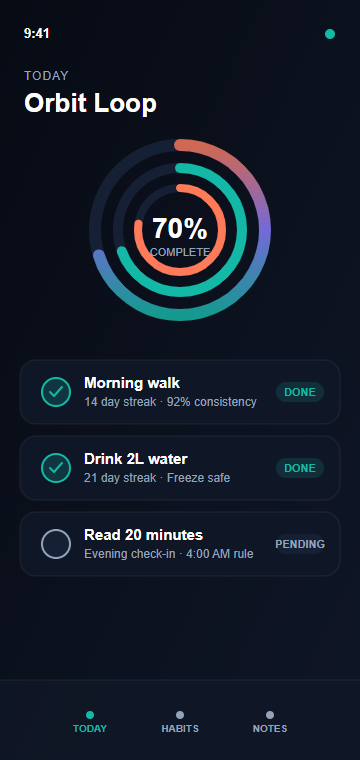 9:41
TODAY
Orbit Loop
70%
COMPLETE
Morning walk
14 day streak · 92% consistency
DONE
Drink 2L water
21 day streak · Freeze safe
DONE
Read 20 minutes
Evening check-in · 4:00 AM rule
PENDING
TODAY HABITS NOTES